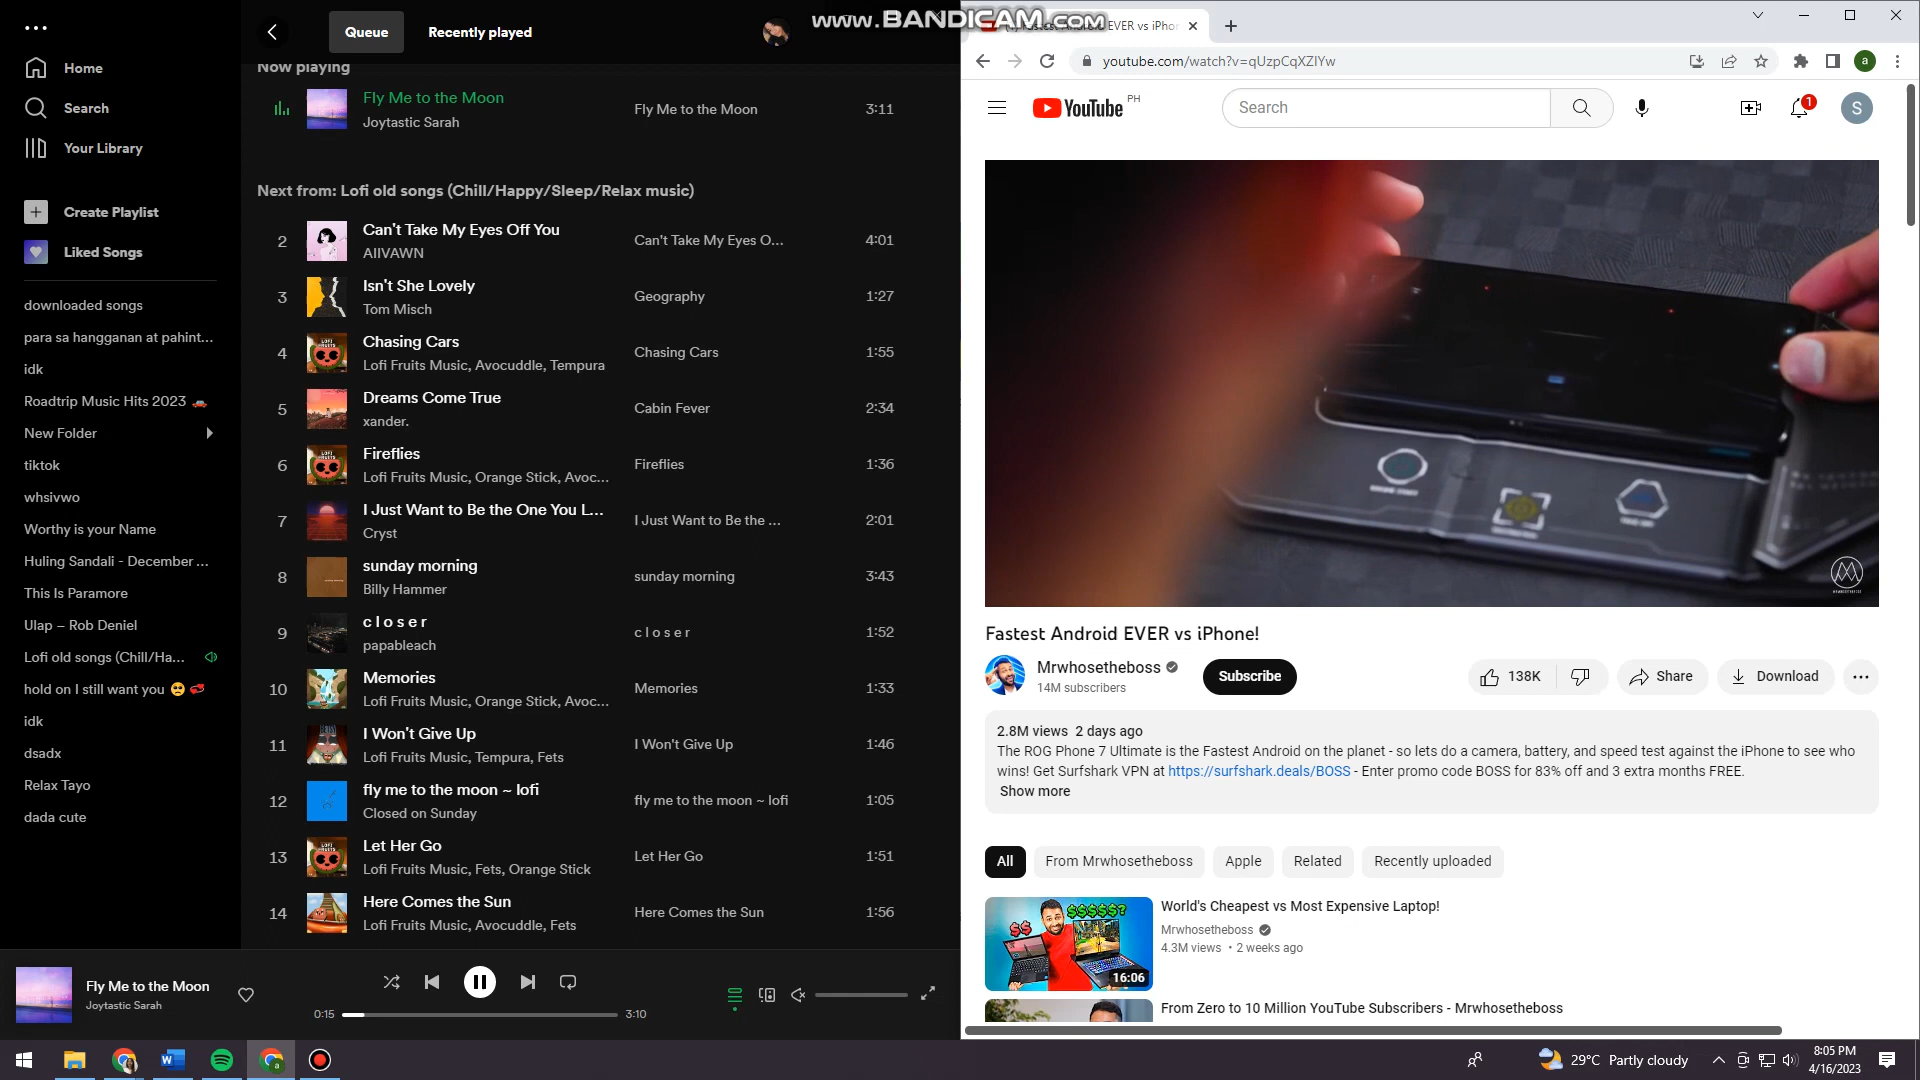 Home
Search
Your Library
Create Playlist
Liked Songs
downloaded songs
para sa hangganan at pahint...
idk
Roadtrip Music Hits 2023 🚗
New Folder
tiktok
whsivwo
Worthy is your Name
Huling Sandali - December ...
This Is Paramore
Ulap – Rob Deniel
Lofi old songs (Chill/Ha...
hold on I still want you 🥺 💞
idk
dsadx
Relax Tayo
dada cute
Queue Recently played
Now playing
Fly Me to the Moon
Joytastic Sarah
Fly Me to the Moon
3:11
Next from: Lofi old songs (Chill/Happy/Sleep/Relax music)
2 Can't Take My Eyes Off You
AIIVAWN
Can't Take My Eyes O...
4:01
3 Isn't She Lovely
Tom Misch
Geography
1:27
4 Chasing Cars
Lofi Fruits Music, Avocuddle, Tempura
Chasing Cars
1:55
5 Dreams Come True
xander.
Cabin Fever
2:34
6 Fireflies
Lofi Fruits Music, Orange Stick, Avoc...
Fireflies
1:36
7 I Just Want to Be the One You L...
Cryst
I Just Want to Be the ...
2:01
8 sunday morning
Billy Hammer
sunday morning
3:43
9 c l o s e r
papableach
c l o s e r
1:52
10 Memories
Lofi Fruits Music, Orange Stick, Avoc...
Memories
1:33
11 I Won't Give Up
Lofi Fruits Music, Tempura, Fets
I Won't Give Up
1:46
12 fly me to the moon ~ lofi
Closed on Sunday
fly me to the moon ~ lofi
1:05
13 Let Her Go
Lofi Fruits Music, Fets, Orange Stick
Let Her Go
1:51
14 Here Comes the Sun
Lofi Fruits Music, Avocuddle, Fets
Here Comes the Sun
1:56
Fly Me to the Moon
Joytastic Sarah
0:15
3:10
www.BANDICAM.com
Fastest Android EVER vs iPhon
youtube.com/watch?v=qUzpCqXZIYw
a
YouTube PH
Search
1
S
Fastest Android EVER vs iPhone!
Mrwhosetheboss
14M subscribers
Subscribe
138K
Share
Download
2.8M views 2 days ago
The ROG Phone 7 Ultimate is the Fastest Android on the planet - so lets do a camera, battery, and speed test against the iPhone to see who
wins! Get Surfshark VPN at https://surfshark.deals/BOSS - Enter promo code BOSS for 83% off and 3 extra months FREE.
Show more
All From Mrwhosetheboss Apple Related Recently uploaded
$$
$$$$$?
16:06
World's Cheapest vs Most Expensive Laptop!
Mrwhosetheboss
4.3M views • 2 weeks ago
From Zero to 10 Million YouTube Subscribers - Mrwhosetheboss
29°C Partly cloudy
8:05 PM
4/16/2023